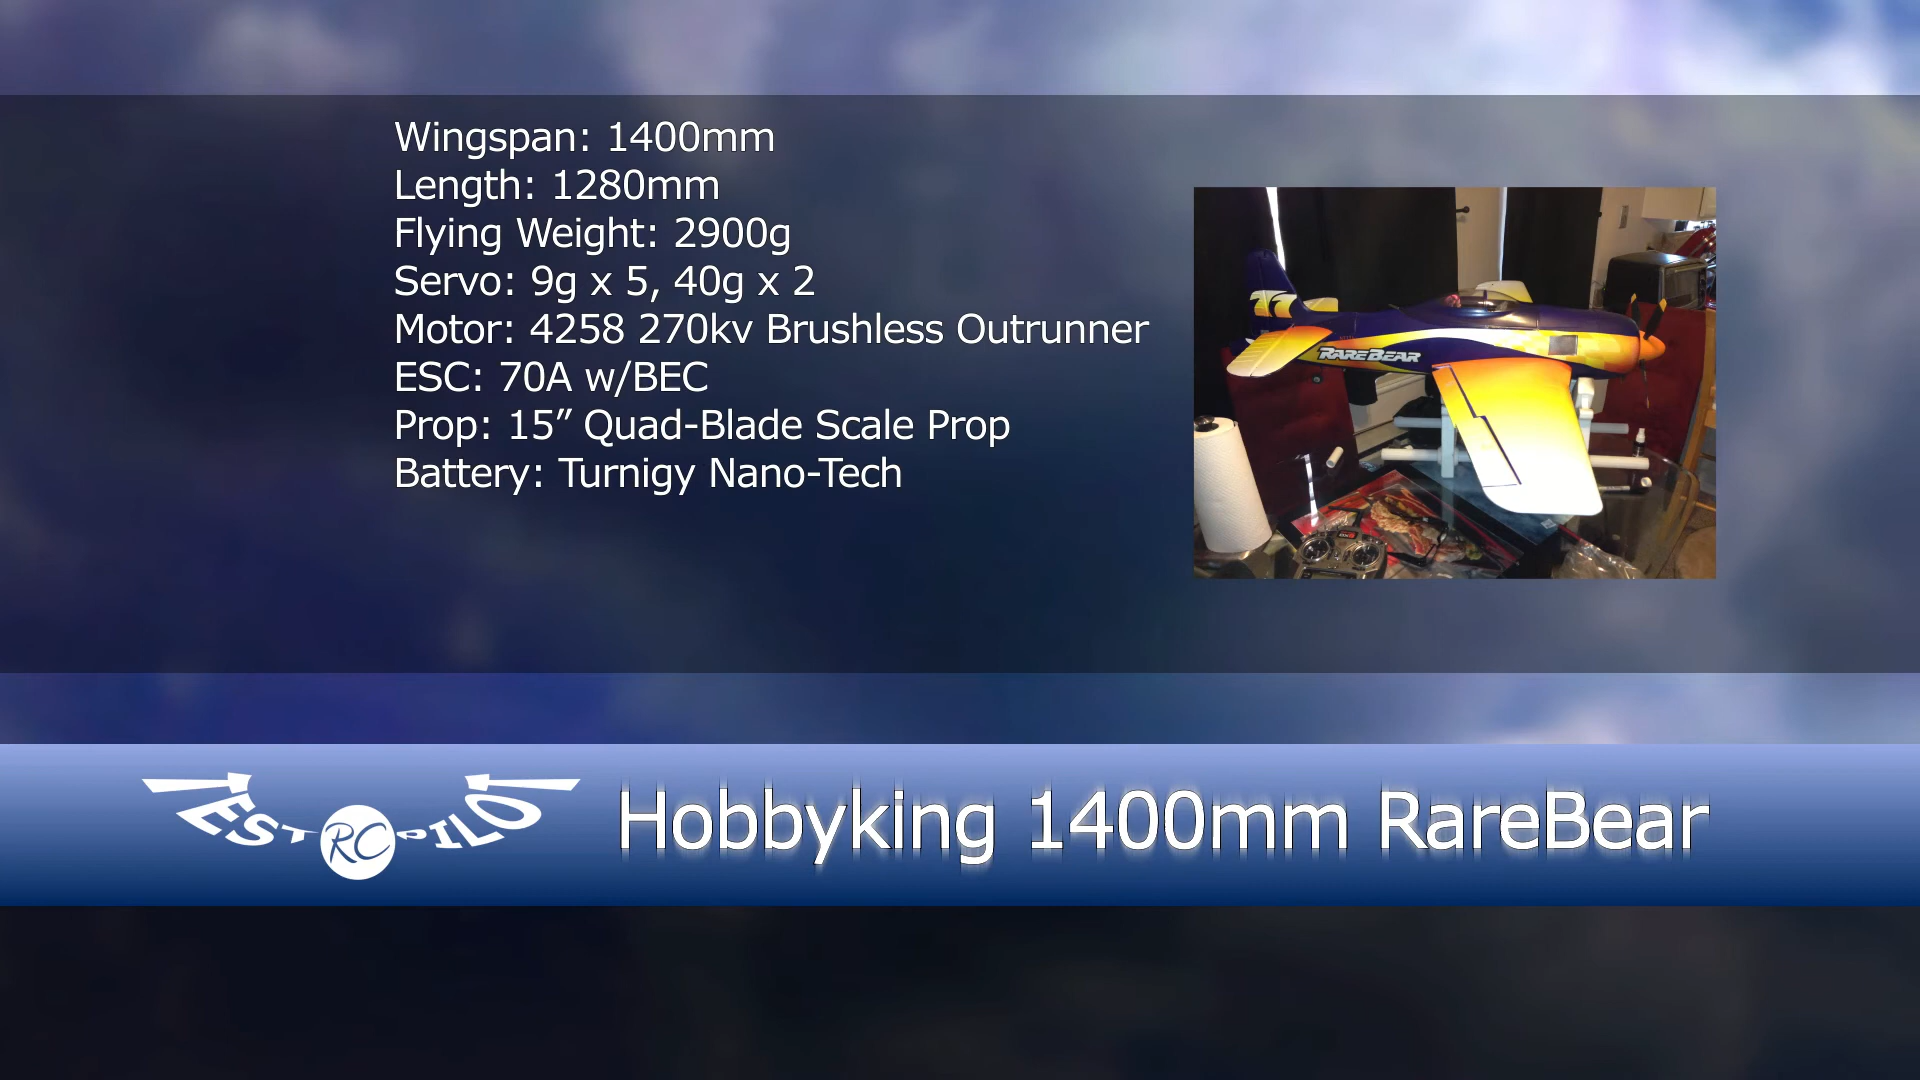 Wingspan: 1400mm
Length: 1280mm
Flying Weight: 2900g
Servo: 9g x 5, 40g x 2
Motor: 4258 270kv Brushless Outrunner
ESC: 70A w/BEC
Prop: 15” Quad-Blade Scale Prop
Battery: Turnigy Nano-Tech
77
RAREBEAR
TEST RC PILOT
Hobbyking 1400mm RareBear